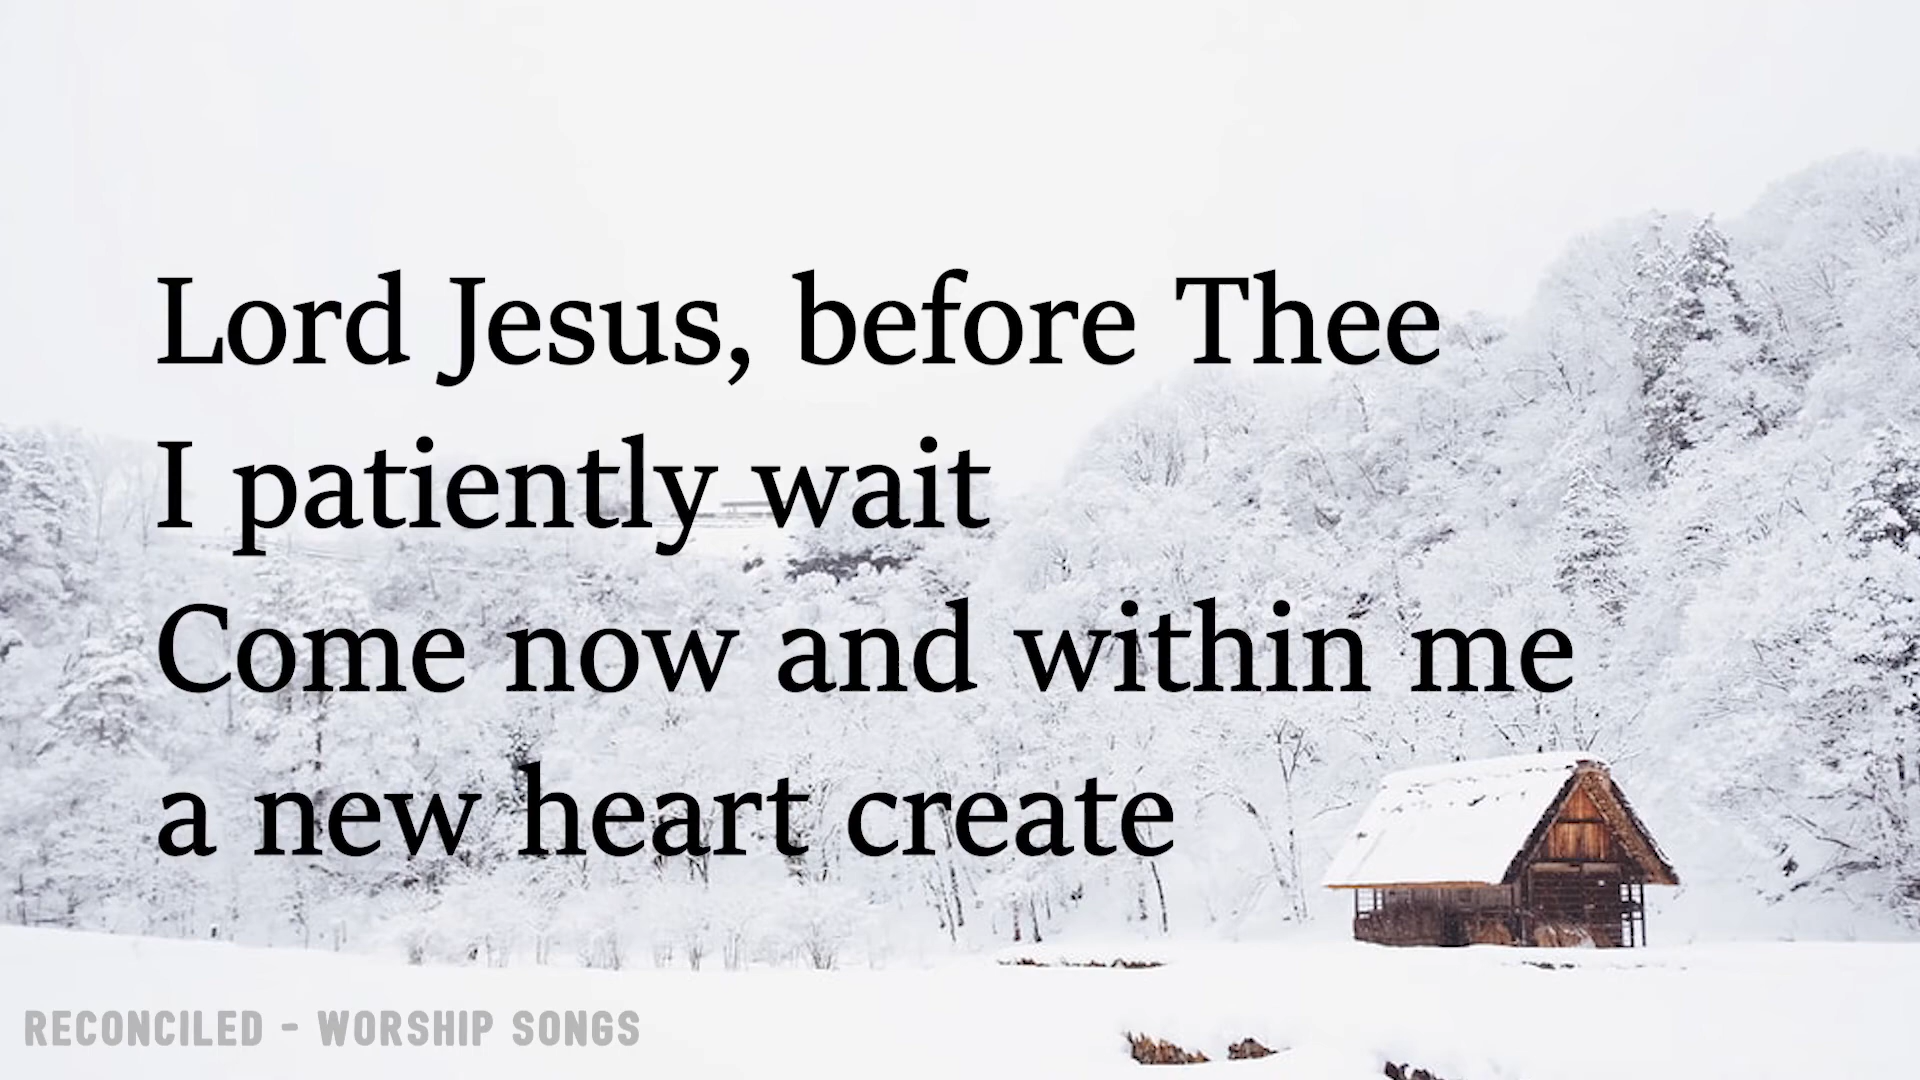 Lord Jesus, before Thee
I patiently wait
Come now and within me
a new heart create
RECONCILED - WORSHIP SONGS